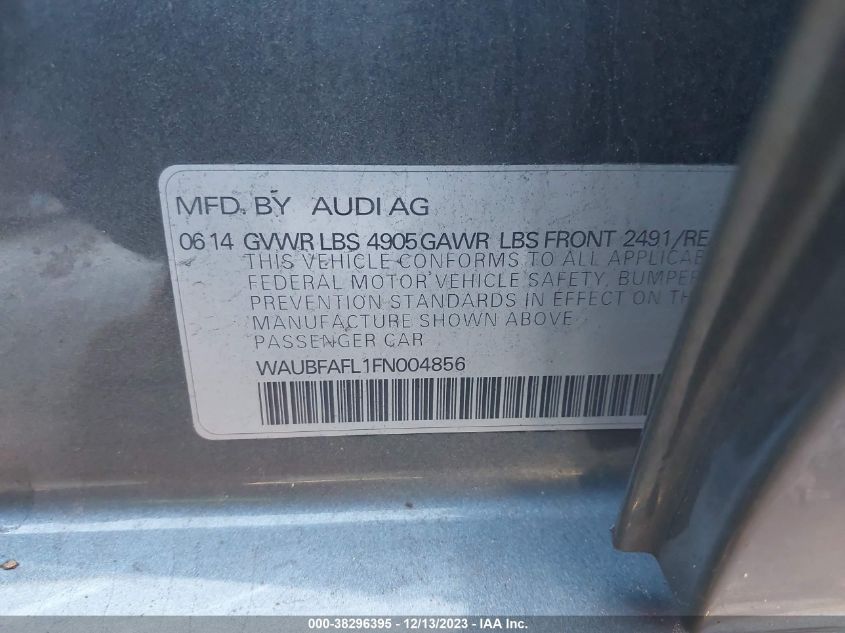 MFD. BY AUDI AG
06 14 GVWR LBS 4905 GAWR LBS FRONT 2491/RE
THIS VEHICLE CONFORMS TO ALL APPLICAB
FEDERAL MOTOR VEHICLE SAFETY, BUMPER
PREVENTION STANDARDS IN EFFECT ON TH
MANUFACTURE SHOWN ABOVE
PASSENGER CAR
WAUBFAFL1FN004856
000-38296395 - 12/13/2023 - IAA Inc.